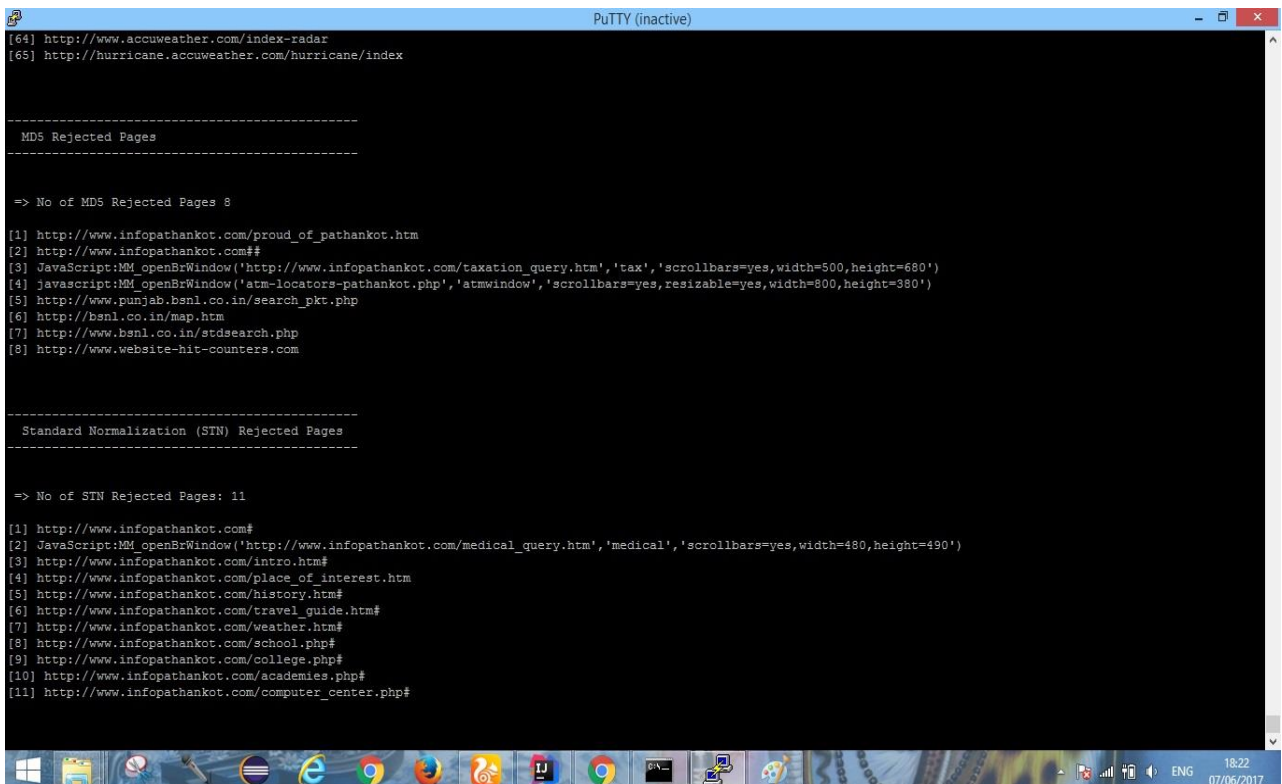 PuTTY (inactive)
[64] http://www.accuweather.com/index-radar
[65] http://hurricane.accuweather.com/hurricane/index
-----------------------------------------------
MD5 Rejected Pages
-----------------------------------------------
=> No of MD5 Rejected Pages 8
[1] http://www.infopathankot.com/proud_of_pathankot.htm
[2] http://www.infopathankot.com##
[3] JavaScript:MM_openBrWindow('http://www.infopathankot.com/taxation_query.htm','tax','scrollbars=yes,width=500,height=680')
[4] javascript:MM_openBrWindow('atm-locators-pathankot.php','atmwindow','scrollbars=yes,resizable=yes,width=800,height=380')
[5] http://www.punjab.bsnl.co.in/search_pkt.php
[6] http://bsnl.co.in/map.htm
[7] http://www.bsnl.co.in/stdsearch.php
[8] http://www.website-hit-counters.com
-----------------------------------------------
Standard Normalization (STN) Rejected Pages
-----------------------------------------------
=> No of STN Rejected Pages: 11
[1] http://www.infopathankot.com#
[2] JavaScript:MM_openBrWindow('http://www.infopathankot.com/medical_query.htm','medical','scrollbars=yes,width=480,height=490')
[3] http://www.infopathankot.com/intro.htm#
[4] http://www.infopathankot.com/place_of_interest.htm
[5] http://www.infopathankot.com/history.htm#
[6] http://www.infopathankot.com/travel_guide.htm#
[7] http://www.infopathankot.com/weather.htm#
[8] http://www.infopathankot.com/school.php#
[9] http://www.infopathankot.com/college.php#
[10] http://www.infopathankot.com/academies.php#
[11] http://www.infopathankot.com/computer_center.php#
ENG
18:22
07/06/2017